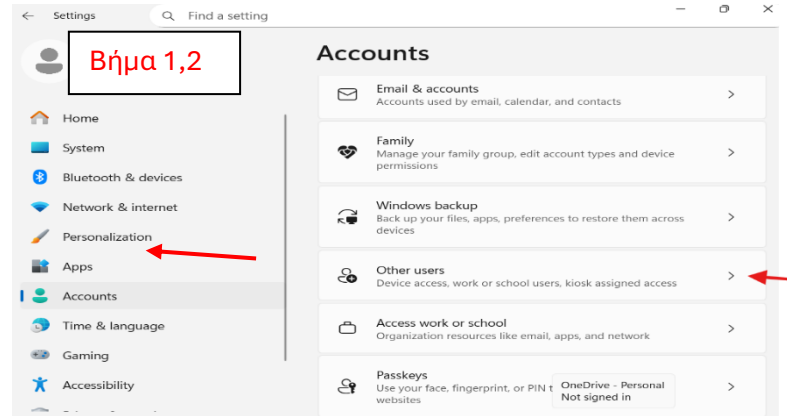 Settings
Find a setting
Βήμα 1,2
Home
System
Bluetooth & devices
Network & internet
Personalization
Apps
Accounts
Time & language
Gaming
Accessibility
Accounts
Email & accounts
Accounts used by email, calendar, and contacts
Family
Manage your family group, edit account types and device
permissions
Windows backup
Back up your files, apps, preferences to restore them across
devices
Other users
Device access, work or school users, kiosk assigned access
Access work or school
Organization resources like email, apps, and network
Passkeys
Use your face, fingerprint, or PIN t
websites
OneDrive - Personal
Not signed in